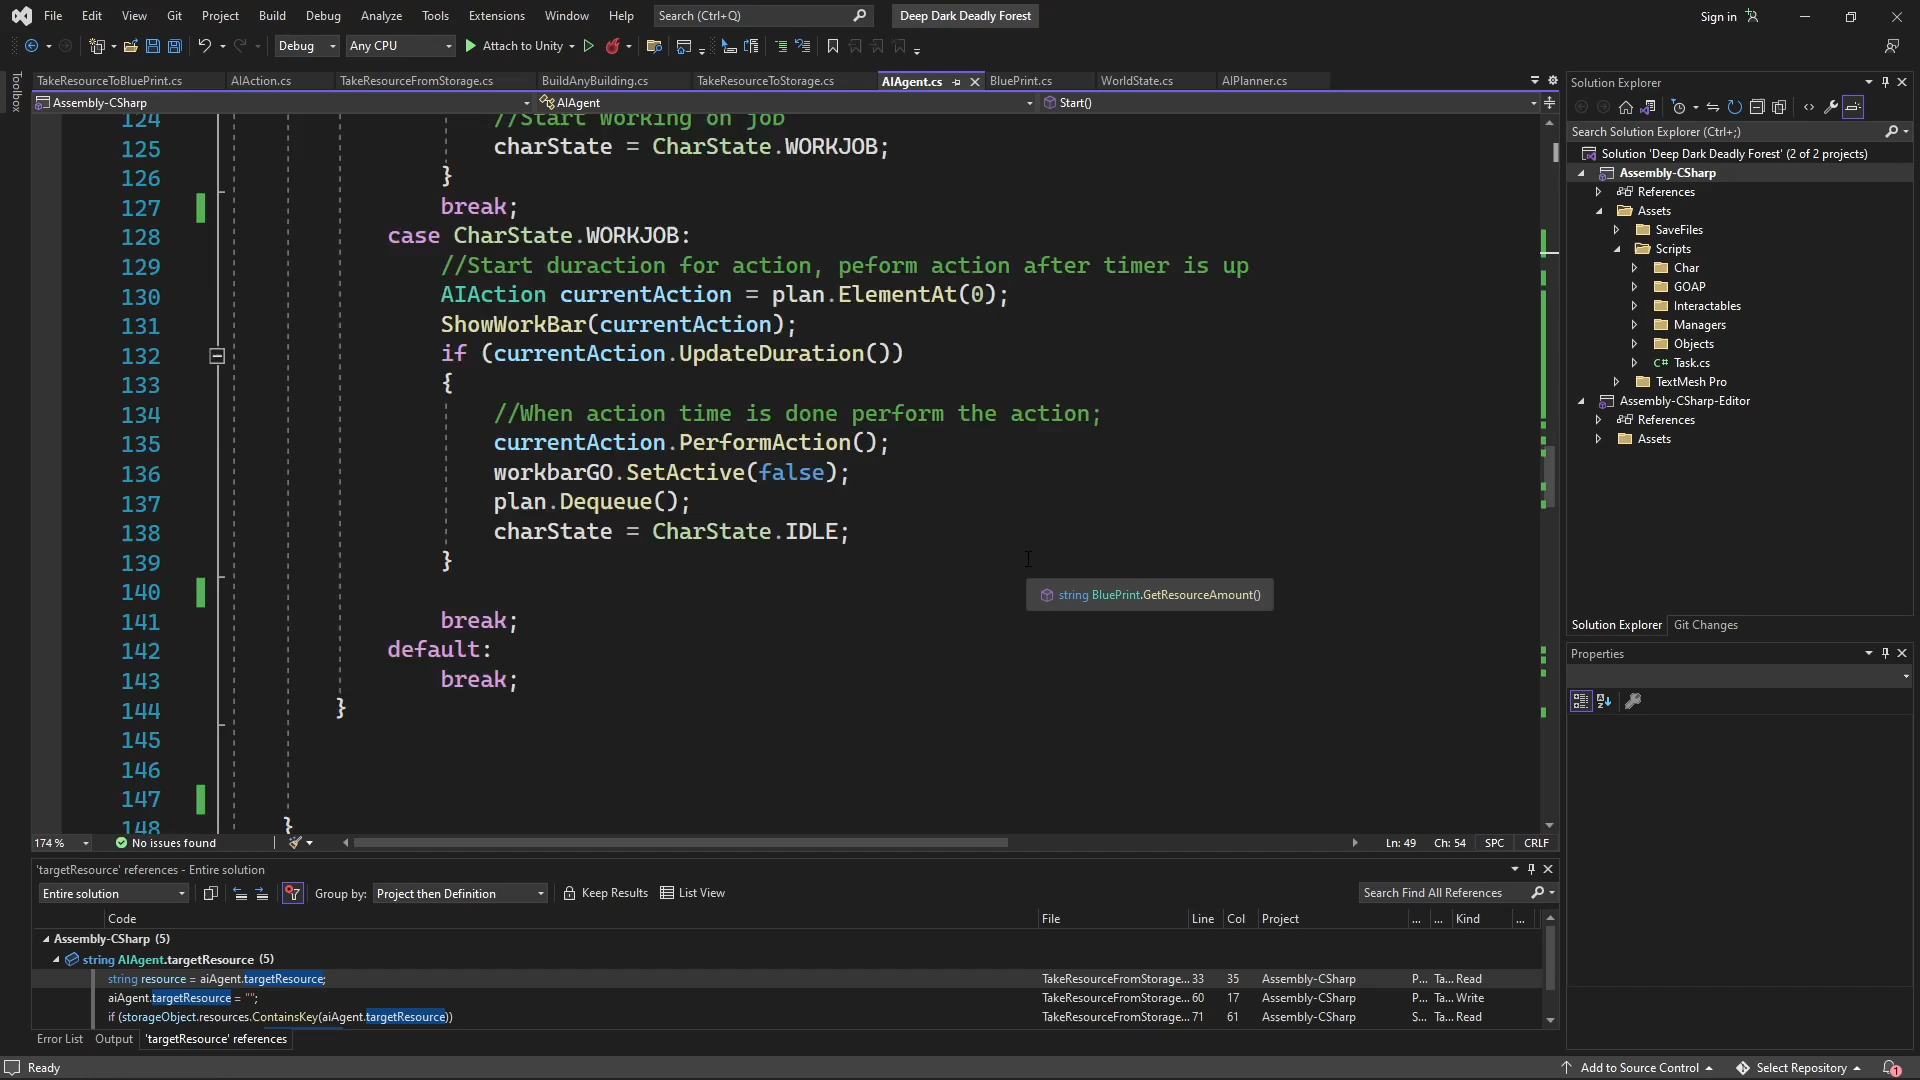 File Edit View Git Project Build Debug Analyze Tools Extensions Window Help Search (Ctrl+Q) Deep Dark Deadly Forest Sign in
Debug Any CPU Attach to Unity
Toolbox
TakeResourceToBluePrint.cs AIAction.cs TakeResourceFromStorage.cs BuildAnyBuilding.cs TakeResourceToStorage.cs AIAgent.cs BluePrint.cs WorldState.cs AIPlanner.cs
Assembly-CSharp AIAgent Start()
124 //Start working on job
125 charState = CharState.WORKJOB;
126 }
127 break;
128 case CharState.WORKJOB:
129 //Start duraction for action, peform action after timer is up
130 AIAction currentAction = plan.ElementAt(0);
131 ShowWorkBar(currentAction);
132 if (currentAction.UpdateDuration())
133 {
134 //When action time is done perform the action;
135 currentAction.PerformAction();
136 workbarGO.SetActive(false);
137 plan.Dequeue();
138 charState = CharState.IDLE;
139 }
140
string BluePrint.GetResourceAmount()
141 break;
142 default:
143 break;
144 }
145
146
147
148 }
174 % No issues found Ln: 49 Ch: 54 SPC CRLF
Solution Explorer
Search Solution Explorer (Ctrl+;)
Solution 'Deep Dark Deadly Forest' (2 of 2 projects)
Assembly-CSharp
References
Assets
SaveFiles
Scripts
Char
GOAP
Interactables
Managers
Objects
C# Task.cs
TextMesh Pro
Assembly-CSharp-Editor
References
Assets
Solution Explorer Git Changes
Properties
'targetResource' references - Entire solution
Entire solution Group by: Project then Definition Keep Results List View Search Find All References
Code File Line Col Project ... ... Kind ...
Assembly-CSharp (5)
string AIAgent.targetResource (5)
string resource = aiAgent.targetResource; TakeResourceFromStorage... 33 35 Assembly-CSharp P... Ta... Read
aiAgent.targetResource = ""; TakeResourceFromStorage... 60 17 Assembly-CSharp P... Ta... Write
if (storageObject.resources.ContainsKey(aiAgent.targetResource)) TakeResourceFromStorage... 71 61 Assembly-CSharp S... Ta... Read
Error List Output 'targetResource' references
Ready Add to Source Control Select Repository 1